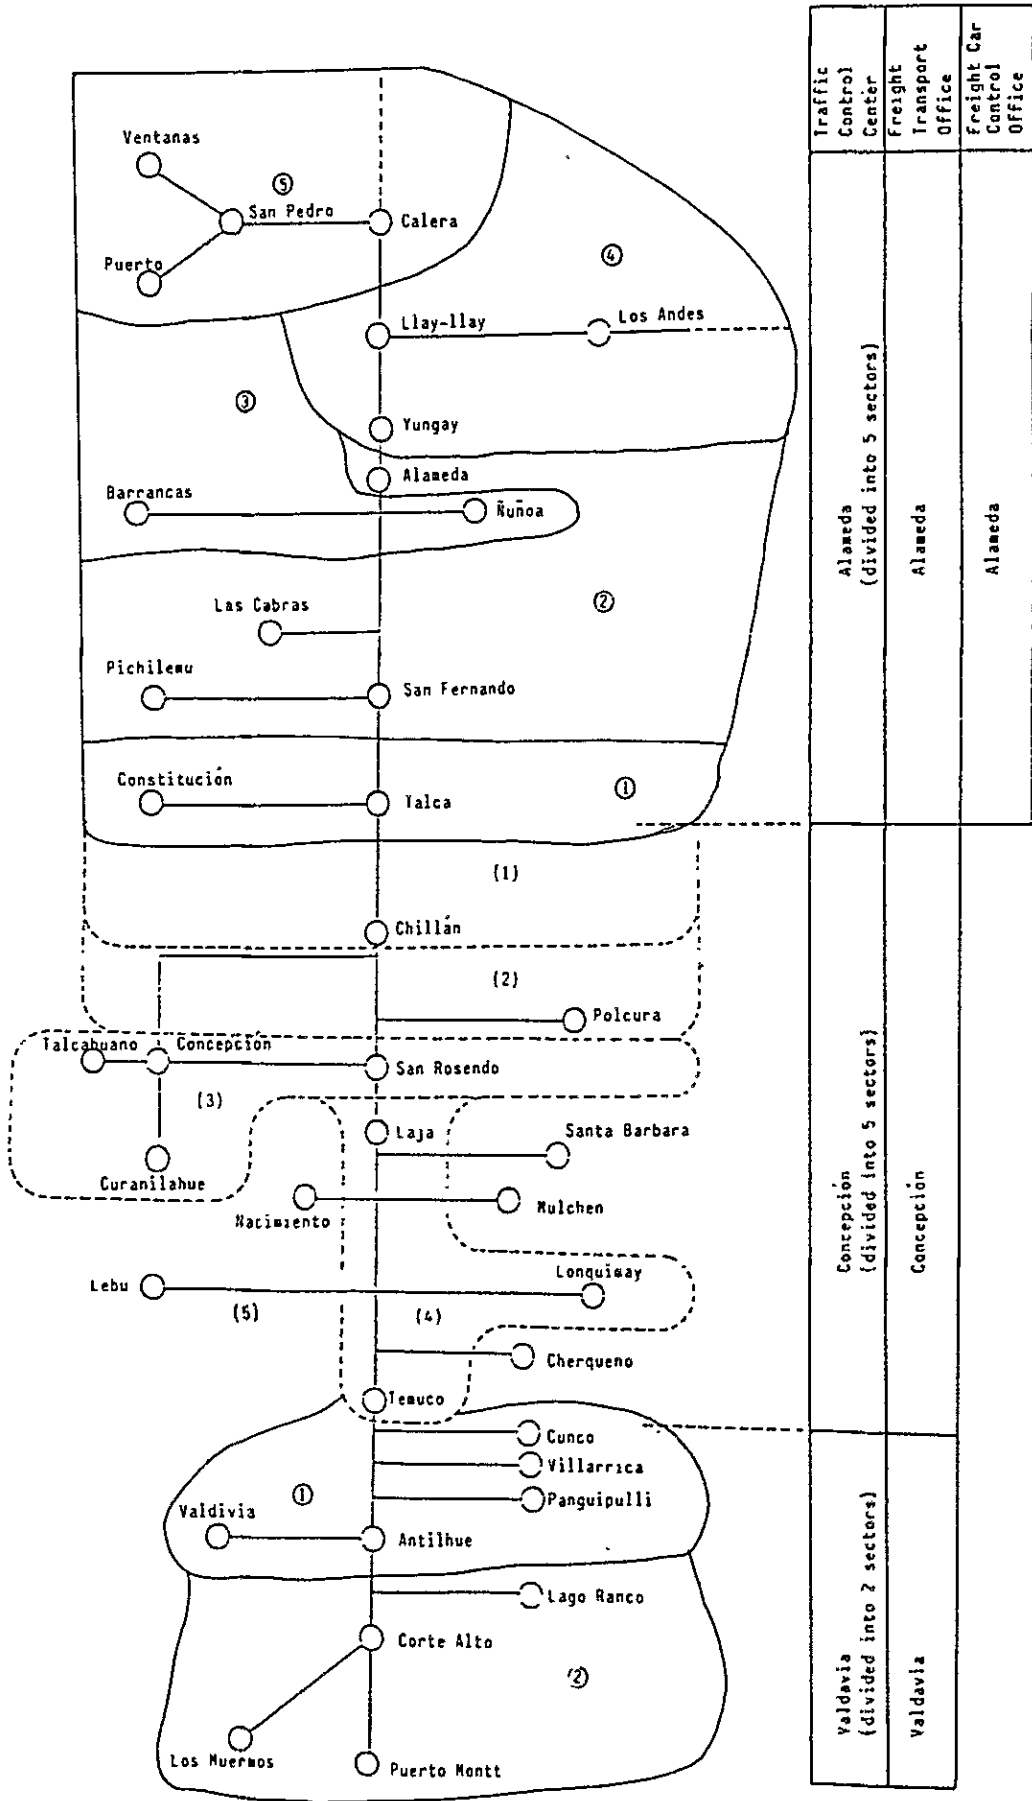 Traffic
Control
Center
Freight
Transport
Office
Freight Car
Control
Office
Ventanas
⑤
San Pedro
Calera
Puerto
④
Llay-llay
Los Andes
③
Yungay
Alameda
Barrancas
Ñuñoa
Alameda
(divided into 5 sectors)
Alameda
Alameda
②
Las Cabras
Pichilemu
San Fernando
Constitución
①
Talca
(1)
Chillán
(2)
Polcura
Talcahuano
Concepción
San Rosendo
(3)
Laja
Santa Barbara
Curanilahue
Nacimiento
Mulchen
Concepción
(divided into 5 sectors)
Concepción
Lebu
Lonquimay
(5)
(4)
Cherqueno
Temuco
Cunco
Villarrica
①
Panguipulli
Valdivia
Antilhue
Lago Ranco
Corte Alto
②
Valdavia
(divided into 2 sectors)
Valdavia
Los Muermos
Puerto Montt